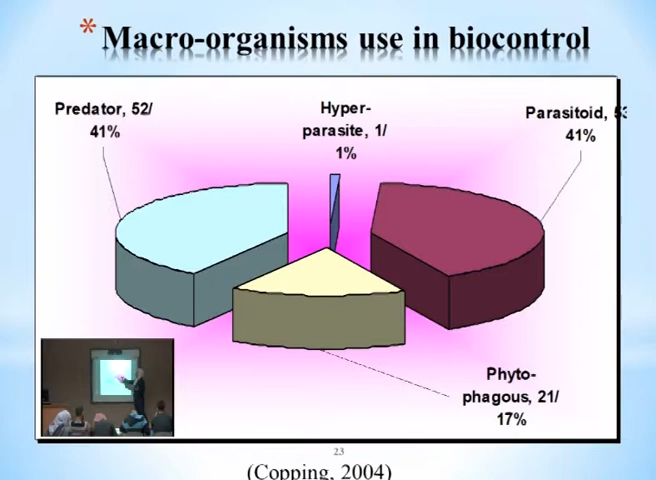 * Macro-organisms use in biocontrol
Predator, 52/
41%
Hyper-
parasite, 1/
1%
Parasitoid, 53
41%
Phyto-
phagous, 21/
17%
23
(Copping, 2004)